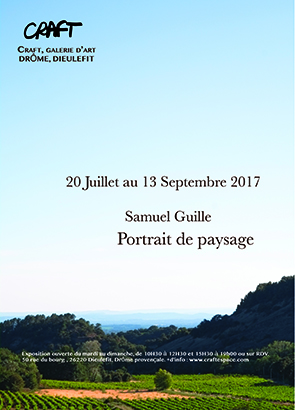 CRAFT
CRAFT, GALERIE D'ART
DRÔME, DIEULEFIT
20 Juillet au 13 Septembre 2017
Samuel Guille
Portrait de paysage
Exposition ouverte du mardi au dimanche, de 10H30 à 12H30 et 15H30 à 19H00 ou sur RDV
50 rue du bourg , 26220 Dieulefit, Drôme provençale. +d'info : www.craftespace.com